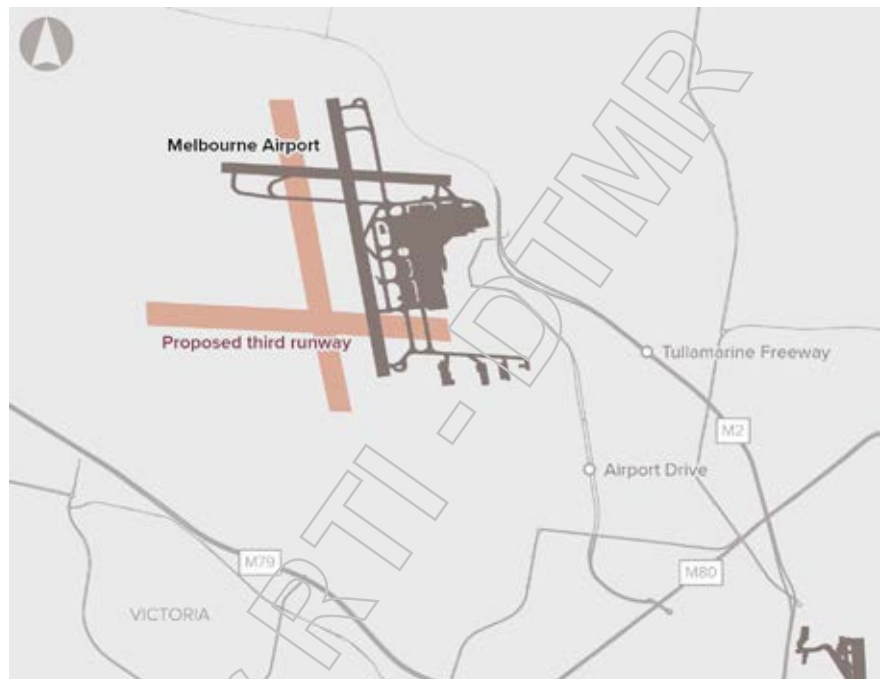 Melbourne Airport
Proposed third runway
Tullamarine Freeway
M2
Airport Drive
M79
M80
VICTORIA
RTI - DTMR